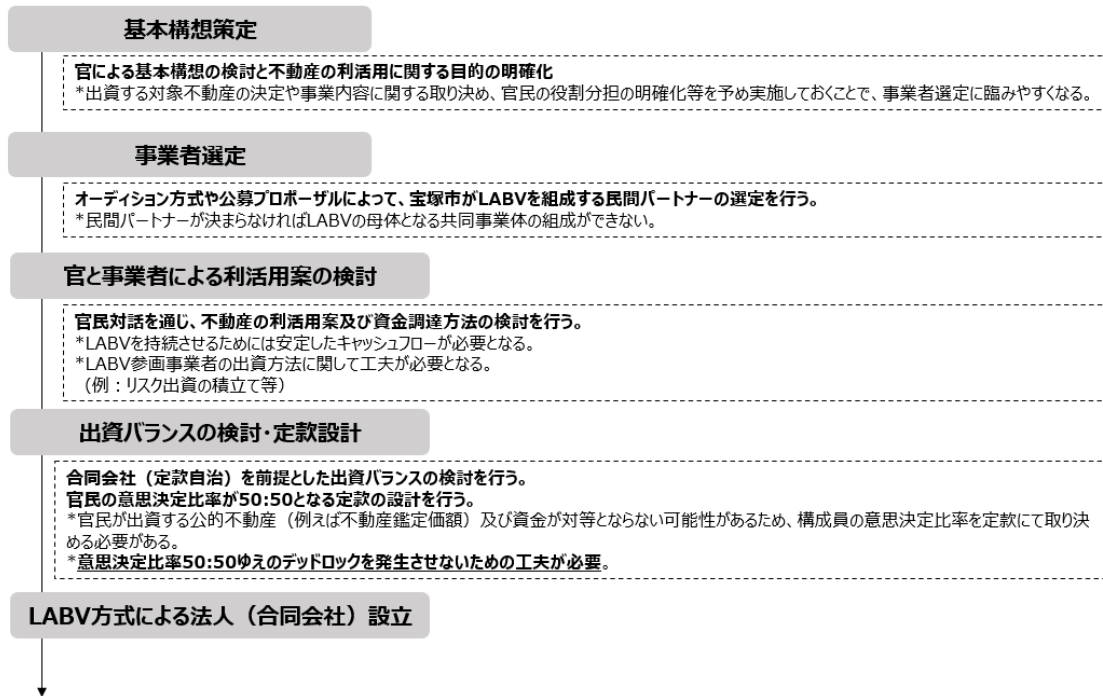 基本構想策定
官による基本構想の検討と不動産の利活用に関する目的の明確化
*出資する対象不動産の決定や事業内容に関する取り決め、官民の役割分担の明確化等を予め実施しておくことで、事業者選定に臨みやすくなる。
事業者選定
オーディション方式や公募プロポーザルによって、宝塚市がLABVを組成する民間パートナーの選定を行う。
*民間パートナーが決まらなければLABVの母体となる共同事業体の組成ができない。
官と事業者による利活用案の検討
官民対話を通じ、不動産の利活用案及び資金調達方法の検討を行う。
*LABVを持続させるためには安定したキャッシュフローが必要となる。
*LABV参画事業者の出資方法に関して工夫が必要となる。
（例：リスク出資の積立て等）
出資バランスの検討・定款設計
合同会社（定款自治）を前提とした出資バランスの検討を行う。
官民の意思決定比率が50:50となる定款の設計を行う。
*官民が出資する公的不動産（例えば不動産鑑定価額）及び資金が対等とならない可能性があるため、構成員の意思決定比率を定款にて取り決
める必要がある。
*意思決定比率50:50ゆえのデッドロックを発生させないための工夫が必要。
LABV方式による法人（合同会社）設立